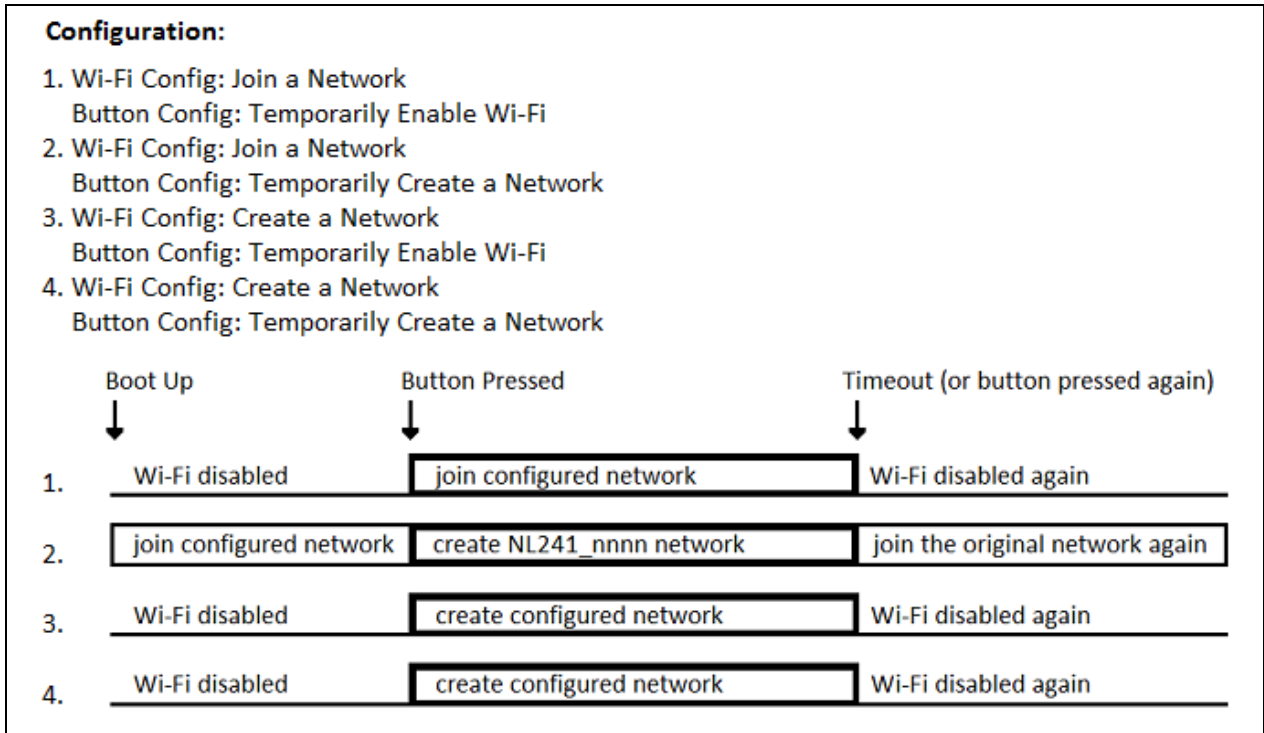 Configuration:
1. Wi-Fi Config: Join a Network
Button Config: Temporarily Enable Wi-Fi
2. Wi-Fi Config: Join a Network
Button Config: Temporarily Create a Network
3. Wi-Fi Config: Create a Network
Button Config: Temporarily Enable Wi-Fi
4. Wi-Fi Config: Create a Network
Button Config: Temporarily Create a Network
Boot Up Button Pressed Timeout (or button pressed again)
1. Wi-Fi disabled join configured network Wi-Fi disabled again
2. join configured network create NL241_nnnn network join the original network again
3. Wi-Fi disabled create configured network Wi-Fi disabled again
4. Wi-Fi disabled create configured network Wi-Fi disabled again